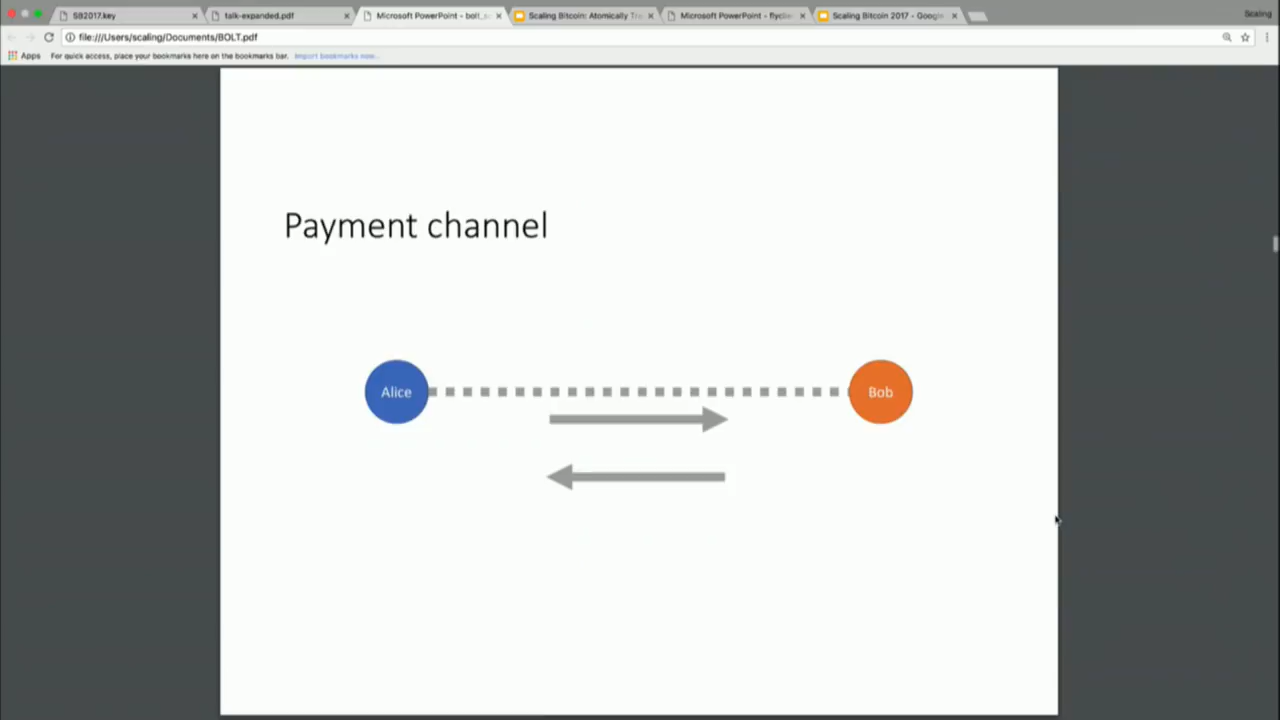 SB2017.key
talk-expanded.pdf
Microsoft PowerPoint - bolt_s
Scaling Bitcoin: Atomically Tra
Microsoft PowerPoint - flyclie
Scaling Bitcoin 2017 - Google
Scaling
file:///Users/scaling/Documents/BOLT.pdf
Apps
For quick access, place your bookmarks here on the bookmarks bar.
Import bookmarks now...
Payment channel
Alice
Bob